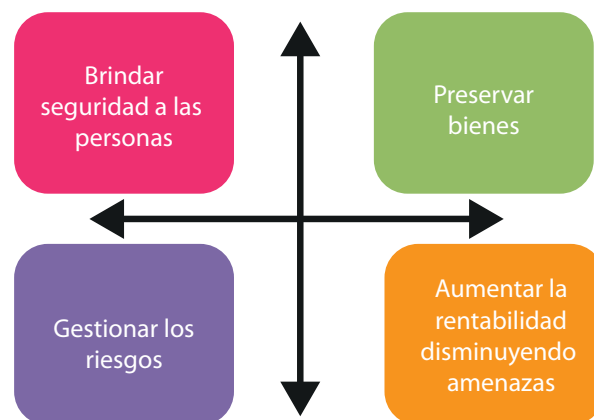 Brindar
seguridad a las
personas
Preservar
bienes
Gestionar los
riesgos
Aumentar la
rentabilidad
disminuyendo
amenazas